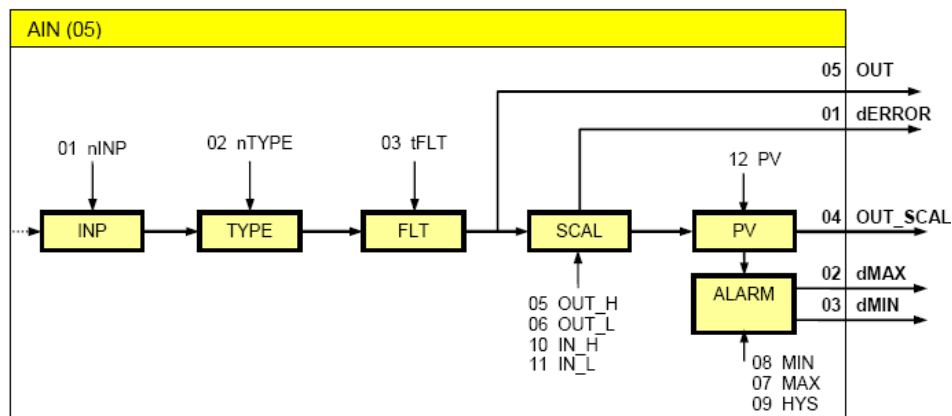 AIN (05)
05 OUT
01 dERROR
01 nINP
02 nTYPE
03 tFLT
12 PV
INP
TYPE
FLT
SCAL
PV
04 OUT_SCAL
ALARM
02 dMAX
03 dMIN
05 OUT_H
06 OUT_L
10 IN_H
11 IN_L
08 MIN
07 MAX
09 HYS